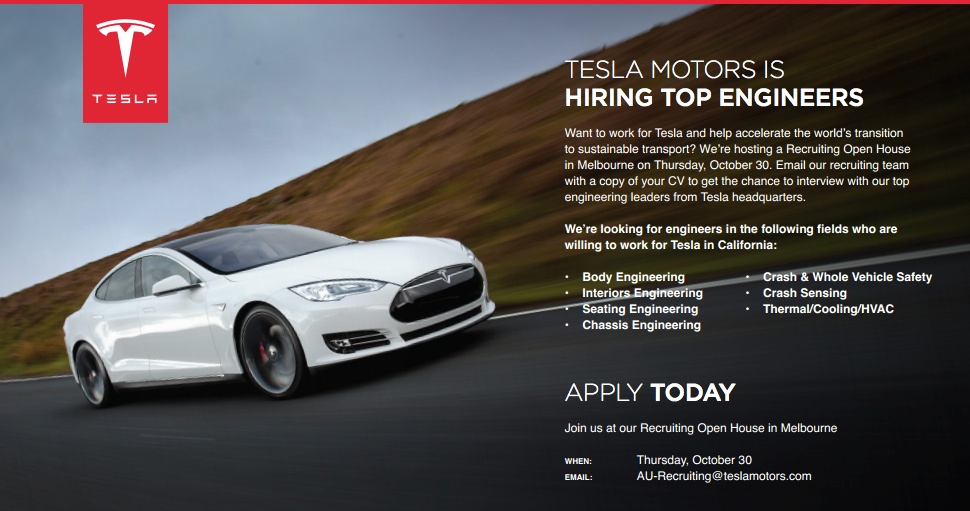 TESLA
TESLA MOTORS IS
HIRING TOP ENGINEERS
Want to work for Tesla and help accelerate the world's transition
to sustainable transport? We're hosting a Recruiting Open House
in Melbourne on Thursday, October 30. Email our recruiting team
with a copy of your CV to get the chance to interview with our top
engineering leaders from Tesla headquarters.
We're looking for engineers in the following fields who are
willing to work for Tesla in California:
• Body Engineering
• Interiors Engineering
• Seating Engineering
• Chassis Engineering
• Crash & Whole Vehicle Safety
• Crash Sensing
• Thermal/Cooling/HVAC
APPLY TODAY
Join us at our Recruiting Open House in Melbourne
WHEN: Thursday, October 30
EMAIL: AU-Recruiting@teslamotors.com